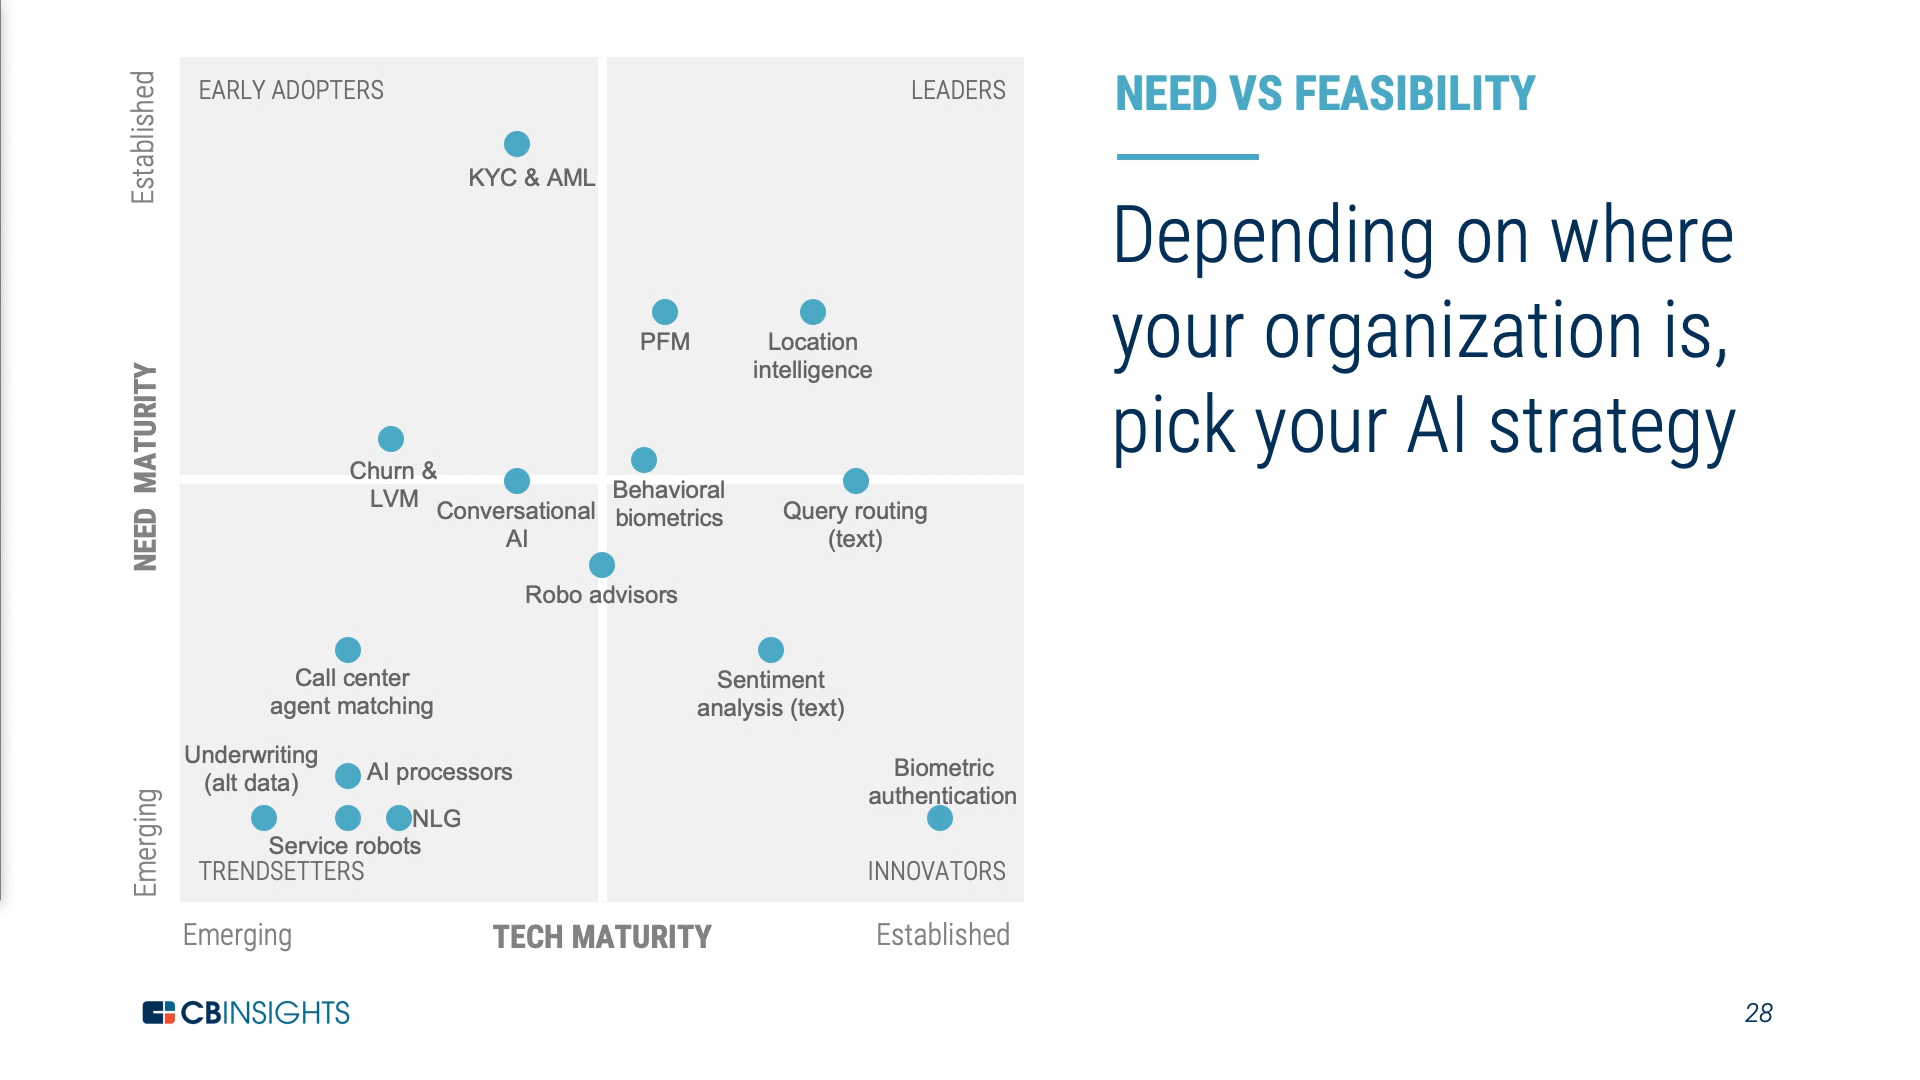 EARLY ADOPTERS
LEADERS
Established
KYC & AML
PFM
Location
intelligence
NEED MATURITY
Churn &
LVM
Conversational
AI
Behavioral
biometrics
Query routing
(text)
Robo advisors
Call center
agent matching
Sentiment
analysis (text)
Underwriting
(alt data)
AI processors
Biometric
authentication
NLG
Service robots
Emerging
TRENDSETTERS
INNOVATORS
Emerging
TECH MATURITY
Established
NEED VS FEASIBILITY
Depending on where
your organization is,
pick your AI strategy
CBINSIGHTS
28